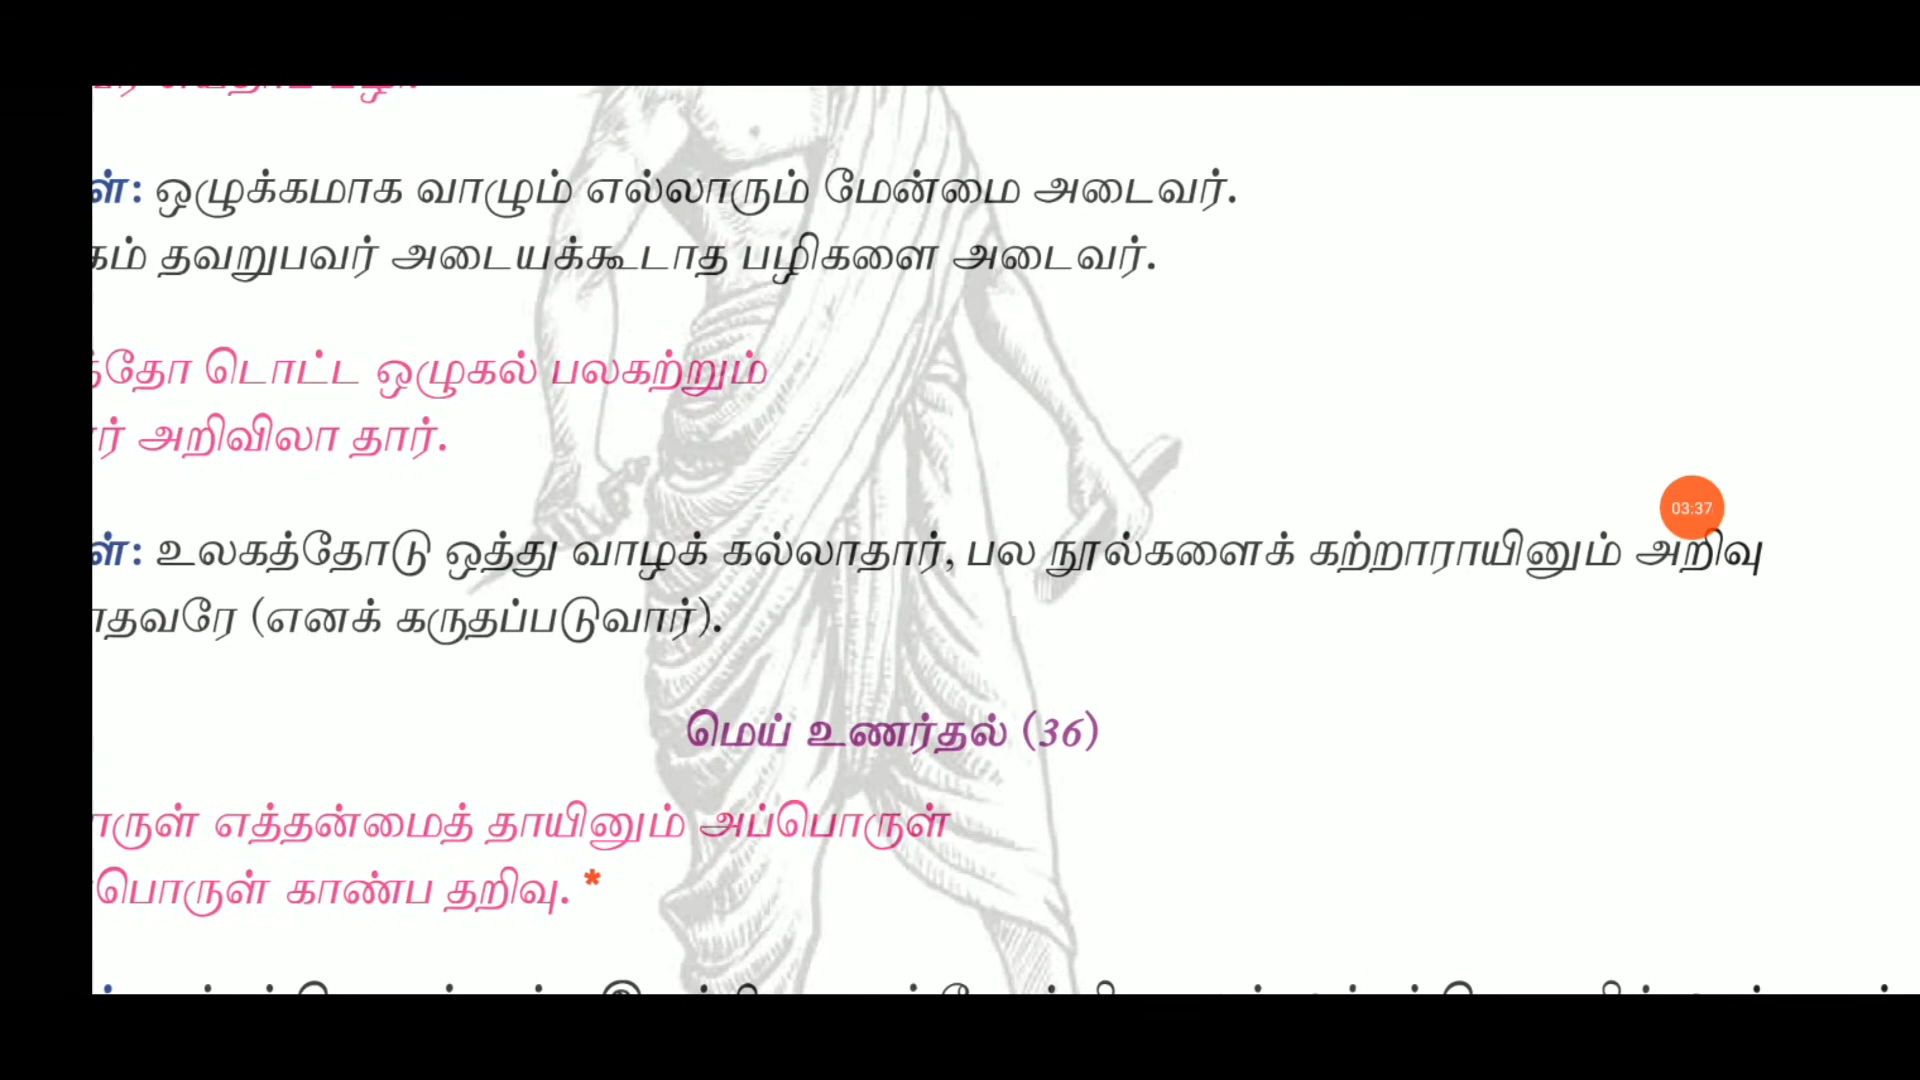 ள்: ஒழுக்கமாக வாழும் எல்லாரும் மேன்மை அடைவர்.
கம் தவறுபவர் அடையக்கூடாத பழிகளை அடைவர்.
த்தோ டொட்ட ஒழுகல் பலகற்றும்
ார் அறிவிலா தார்.
03:37
ள்: உலகத்தோடு ஒத்து வாழக் கல்லாதார், பல நூல்களைக் கற்றாராயினும் அறிவு
ாதவரே (எனக் கருதப்படுவார்).
மெய் உணர்தல் (36)
ாருள் எத்தன்மைத் தாயினும் அப்பொருள்
பொருள் காண்ப தறிவு. *